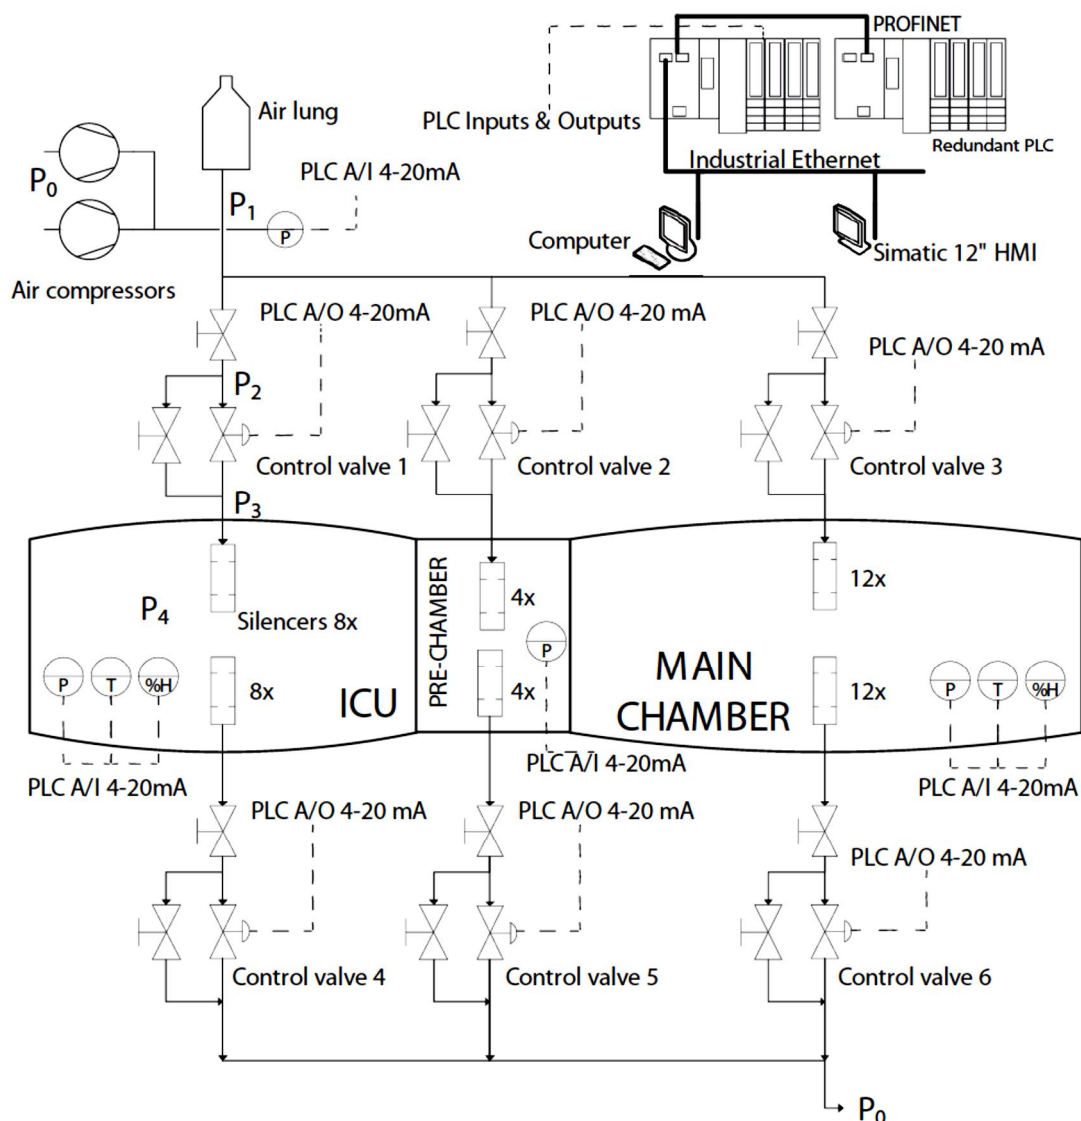 PROFINET
Air lung
PLC Inputs & Outputs
Redundant PLC
P0
PLC A/I 4-20mA
Industrial Ethernet
P1
P
Computer
Simatic 12" HMI
Air compressors
PLC A/O 4-20mA
PLC A/O 4-20 mA
PLC A/O 4-20 mA
P2
Control valve 1
Control valve 2
Control valve 3
P3
PRE-CHAMBER
4x
12x
P4
Silencers 8x
P
P
T
%H
8x
ICU
4x
MAIN
CHAMBER
12x
P
T
%H
PLC A/I 4-20mA
PLC A/I 4-20mA
PLC A/I 4-20mA
PLC A/O 4-20 mA
PLC A/O 4-20 mA
PLC A/O 4-20 mA
Control valve 4
Control valve 5
Control valve 6
P0